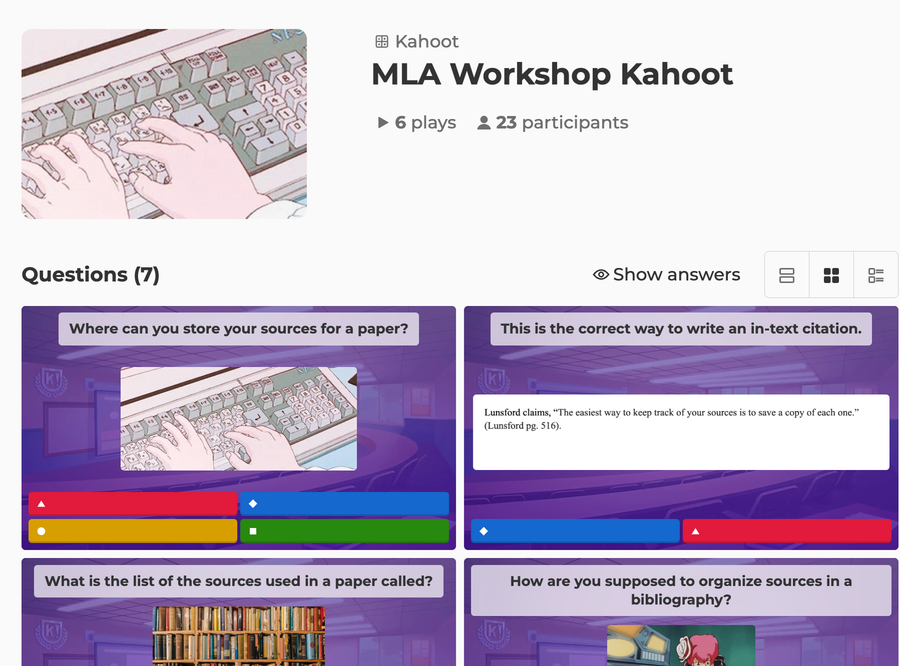 Kahoot
MLA Workshop Kahoot
6 plays 23 participants
Questions (7)
Show answers
Where can you store your sources for a paper?
This is the correct way to write an in-text citation.
Lunsford claims, “The easiest way to keep track of your sources is to save a copy of each one.”
(Lunsford pg. 516).
What is the list of the sources used in a paper called?
How are you supposed to organize sources in a
bibliography?